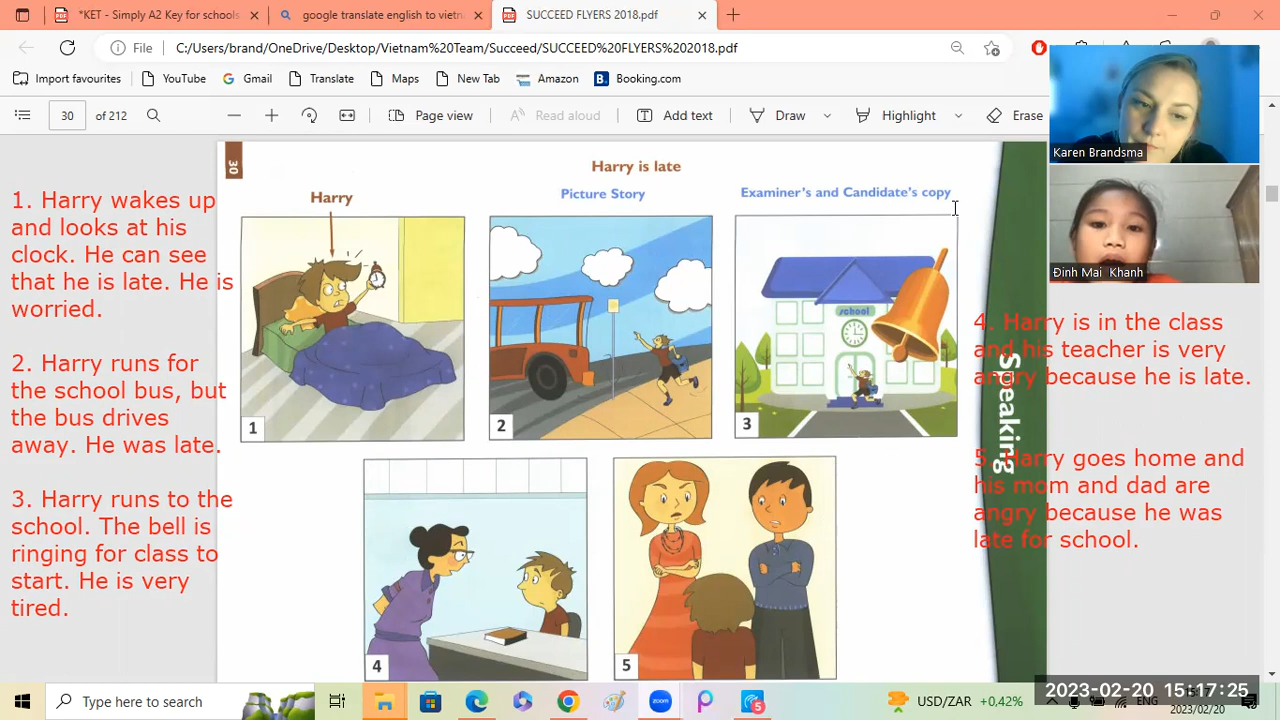 *KET - Simply A2 Key for schools
google translate english to vietn
SUCCEED FLYERS 2018.pdf
File
C:/Users/brand/OneDrive/Desktop/Vietnam%20Team/Succeed/SUCCEED%20FLYERS%202018.pdf
Import favourites
YouTube
Gmail
Translate
Maps
New Tab
Amazon
B.
Booking.com
30
of 212
Page view
Read aloud
Add text
Draw
Highlight
Erase
Karen Brandsma
Đinh Mai Khanh
30
Harry is late
Harry
Picture Story
Examiner's and Candidate's copy
school
1
2
3
4
5
Speaking
1. Harry wakes up
and looks at his
clock. He can see
that he is late. He is
worried.
2. Harry runs for
the school bus, but
the bus drives
away. He was late.
3. Harry runs to the
school. The bell is
ringing for class to
start. He is very
tired.
4. Harry is in the class
and his teacher is very
angry because he is late.
5. Harry goes home and
his mom and dad are
angry because he was
late for school.
Type here to search
zoom
5
USD/ZAR
+0,42%
ENG
2023-02-20 15:17:25
2023/02/20